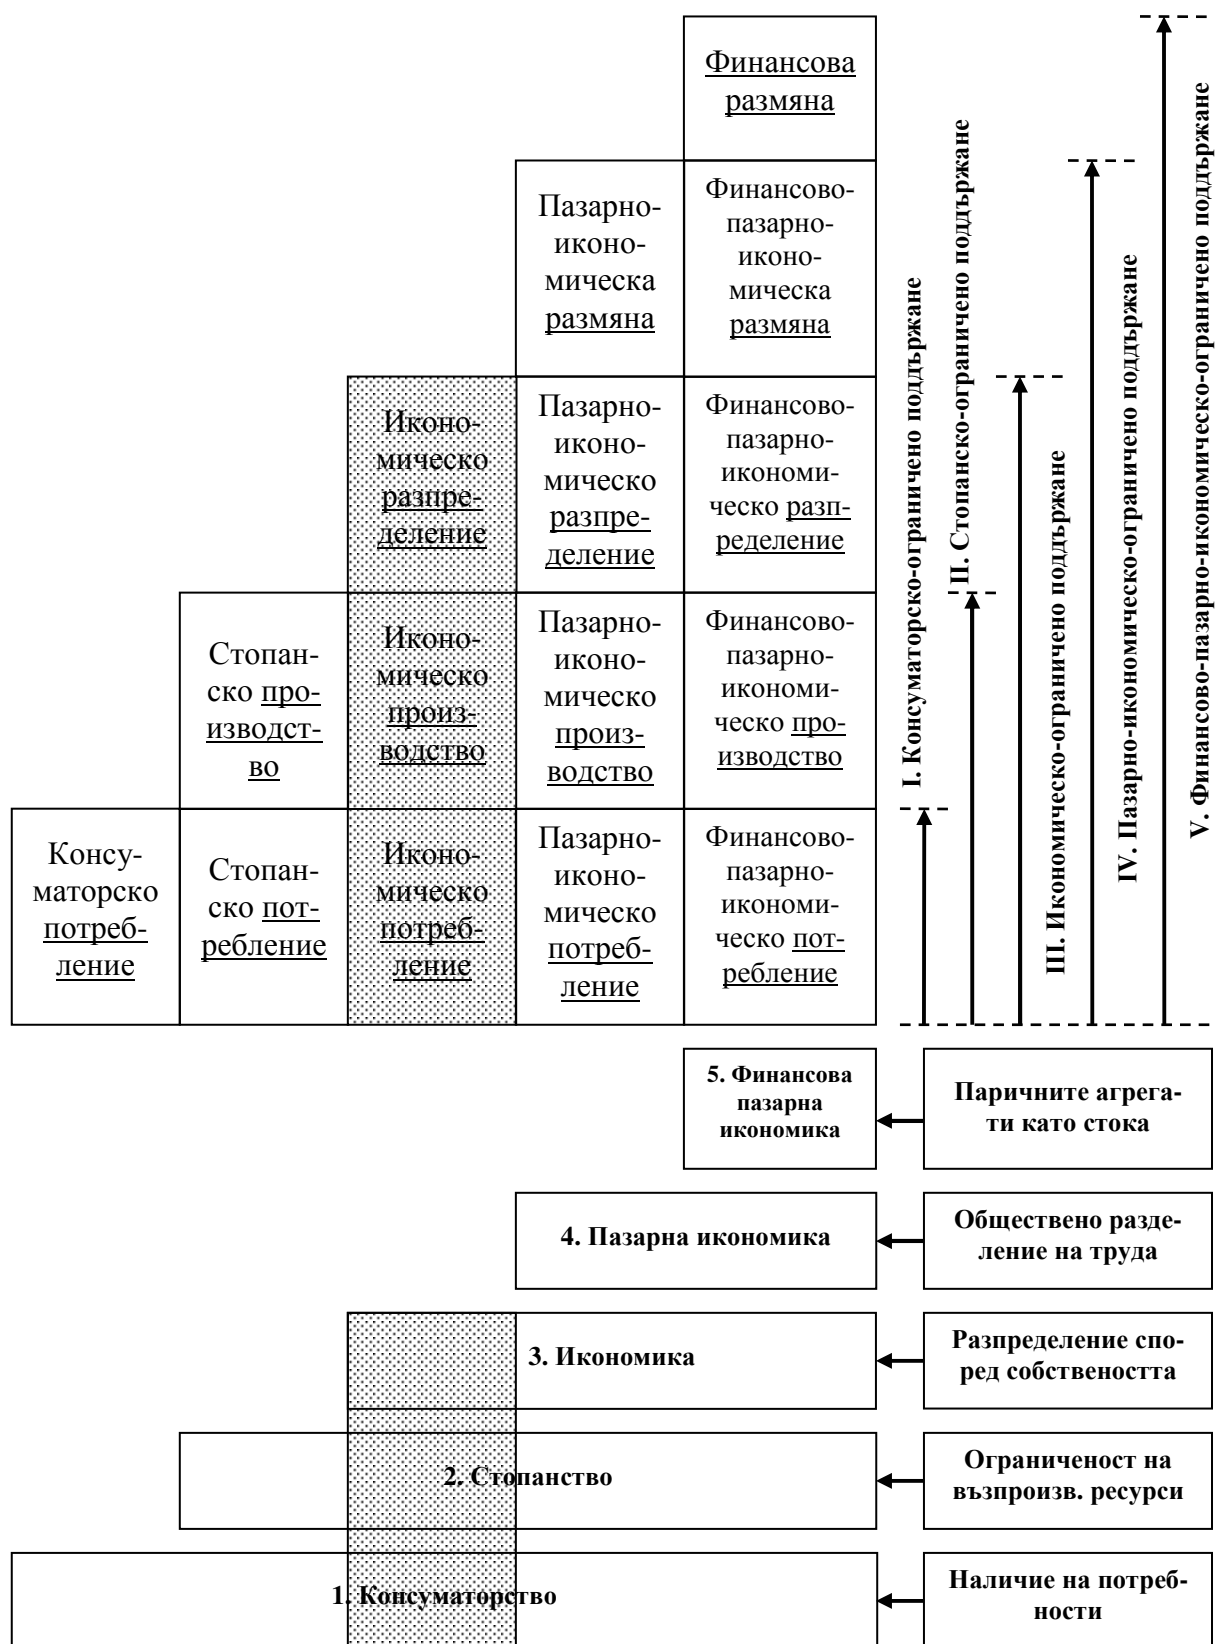 Финансова
размяна
Пазарно-
иконо-
мическа
размяна
Финансово-
пазарно-
иконо-
мическа
размяна
Иконо-
мическо
разпре-
деление
Пазарно-
иконо-
мическо
разпре-
деление
Финансово-
пазарно-
икономи-
ческо разп-
ределение
Стопан-
ско про-
изводст-
во
Иконо-
мическо
произ-
водство
Пазарно-
иконо-
мическо
произ-
водство
Финансово-
пазарно-
икономи-
ческо про-
изводство
Консу-
маторско
потреб-
ление
Стопан-
ско пот-
ребление
Иконо-
мическо
потреб-
ление
Пазарно-
иконо-
мическо
потреб-
ление
Финансово-
пазарно-
икономи-
ческо пот-
ребление
I. Консуматорско-ограничено поддържане
II. Стопанско-ограничено поддържане
III. Икономическо-ограничено поддържане
IV. Пазарно-икономическо-ограничено поддържане
V. Финансово-пазарно-икономическо-ограничено поддържане
5. Финансова
пазарна
икономика
Паричните агрега-
ти като стока
4. Пазарна икономика
Обществено разде-
ление на труда
3. Икономика
Разпределение спо-
ред собствеността
2. Стопанство
Ограниченост на
възпроизв. ресурси
1. Консуматорство
Наличие на потреб-
ности